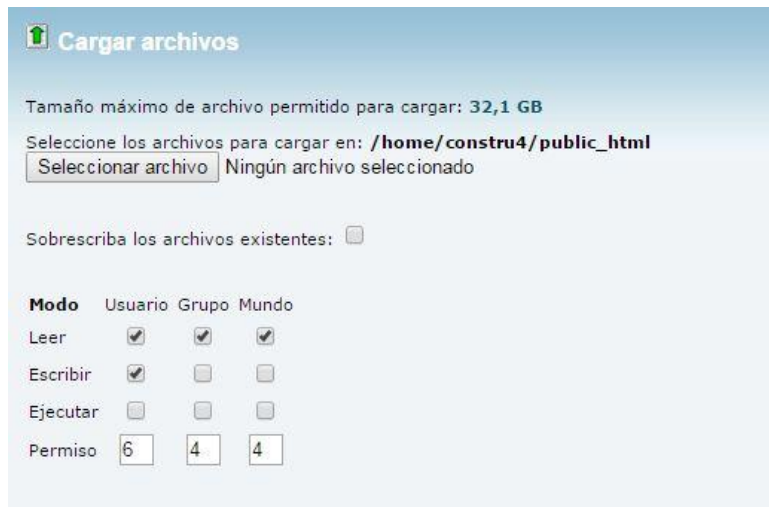 Cargar archivos
Tamaño máximo de archivo permitido para cargar: 32,1 GB
Seleccione los archivos para cargar en: /home/constru4/public_html
Seleccionar archivo Ningún archivo seleccionado
Sobrescriba los archivos existentes:
Modo Usuario Grupo Mundo
Leer
Escribir
Ejecutar
Permiso 6 4 4